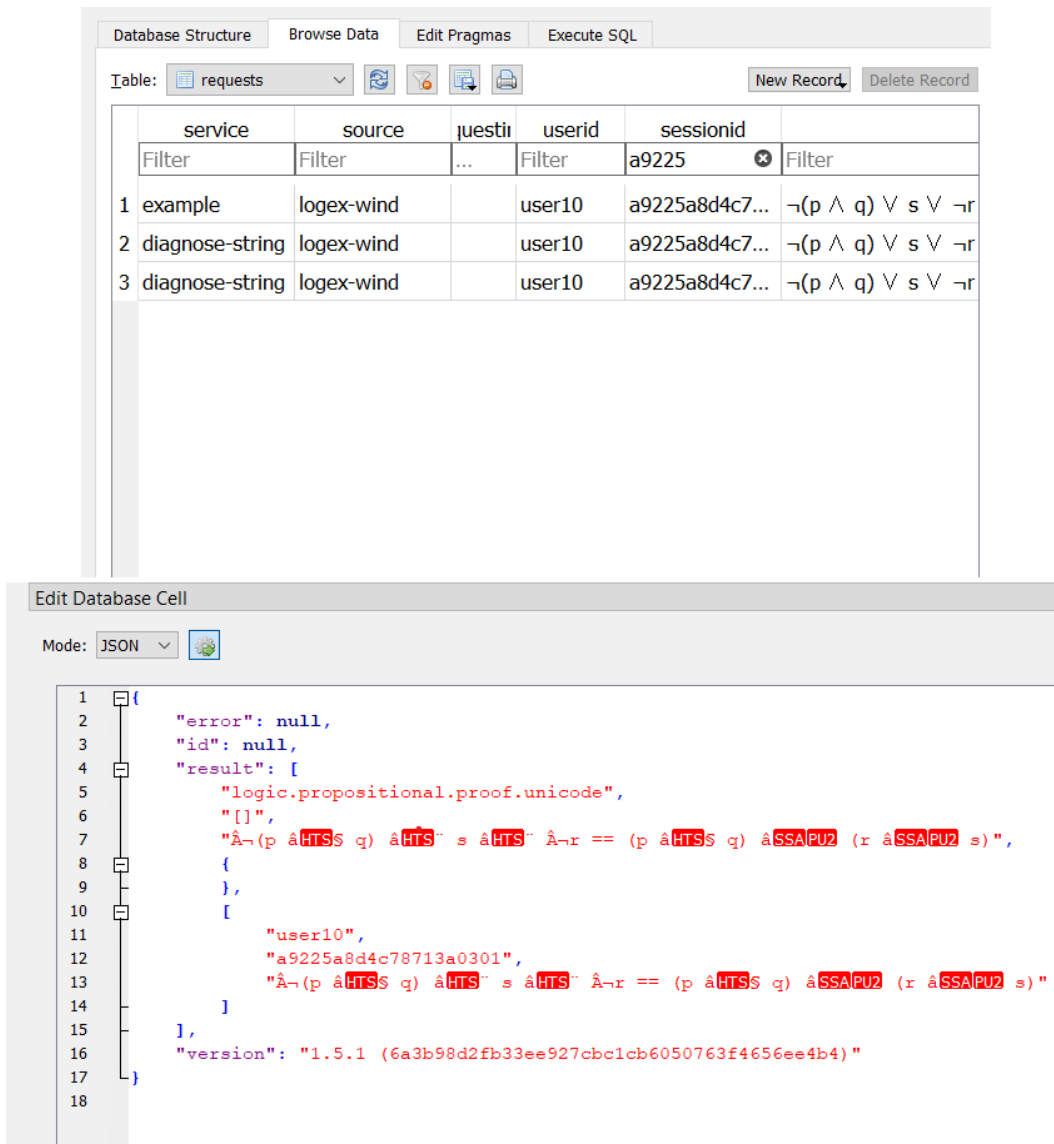 Database Structure Browse Data Edit Pragmas Execute SQL
Table: requests New Record Delete Record
service source userid sessionid
Filter Filter ... Filter a9225 Filter
1 example logex-wind user10 a9225a8d4c7... ¬(p ∧ q) ∨ s ∨ ¬r
2 diagnose-string logex-wind user10 a9225a8d4c7... ¬(p ∧ q) ∨ s ∨ ¬r
3 diagnose-string logex-wind user10 a9225a8d4c7... ¬(p ∧ q) ∨ s ∨ ¬r
Edit Database Cell
Mode: JSON
1 {
2 "error": null,
3 "id": null,
4 "result": [
5 "logic.propositional.proof.unicode",
6 "[]",
7 "Â¬(p âHTS§ q) âHTS¨ s âHTS¨ Â¬r == (p âHTS§ q) âSSAPU2 (r âSSAPU2 s)",
8 {
9 },
10 [
11 "user10",
12 "a9225a8d4c78713a0301",
13 "Â¬(p âHTS§ q) âHTS¨ s âHTS¨ Â¬r == (p âHTS§ q) âSSAPU2 (r âSSAPU2 s)"
14 ]
15 ],
16 "version": "1.5.1 (6a3b98d2fb33ee927cbc1cb6050763f4656ee4b4)"
17 }
18